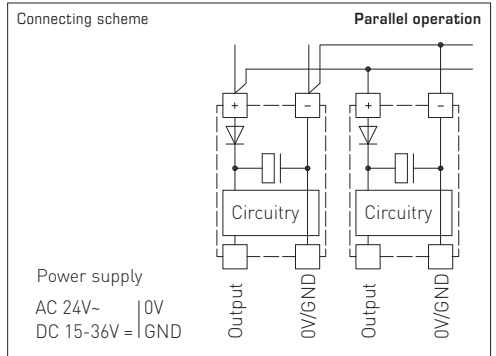 Connecting scheme
Parallel operation
+ − + −
Circuitry Circuitry
Power supply
AC 24V~ 0V
DC 15-36V = GND
Output
0V/GND
Output
0V/GND